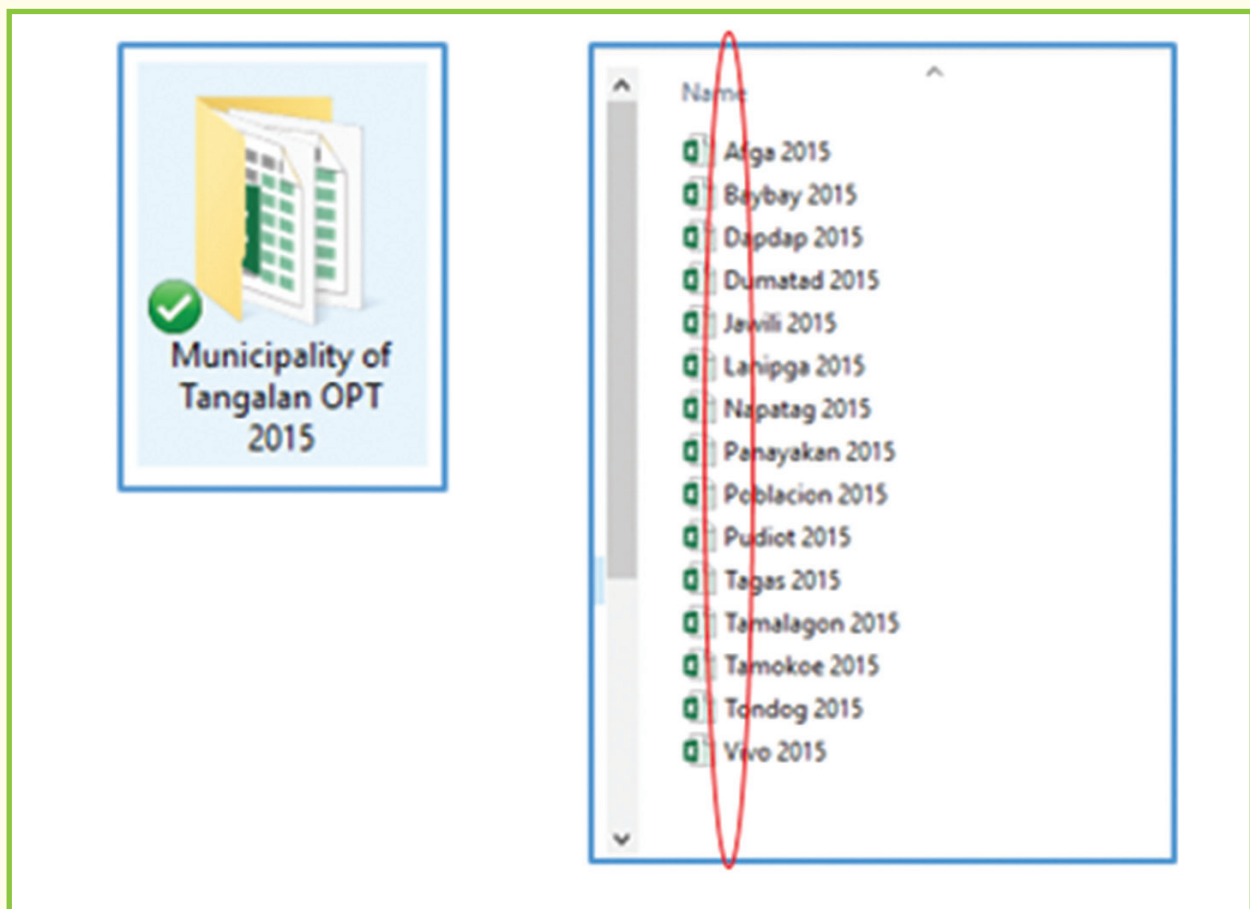 Municipality of
Tangalan OPT
2015
Name
Afga 2015
Baybay 2015
Dapdap 2015
Dumatad 2015
Jawili 2015
Lanipga 2015
Napatag 2015
Panayakan 2015
Poblacion 2015
Pudiot 2015
Tagas 2015
Tamalagon 2015
Tamokoe 2015
Tondog 2015
Vivo 2015